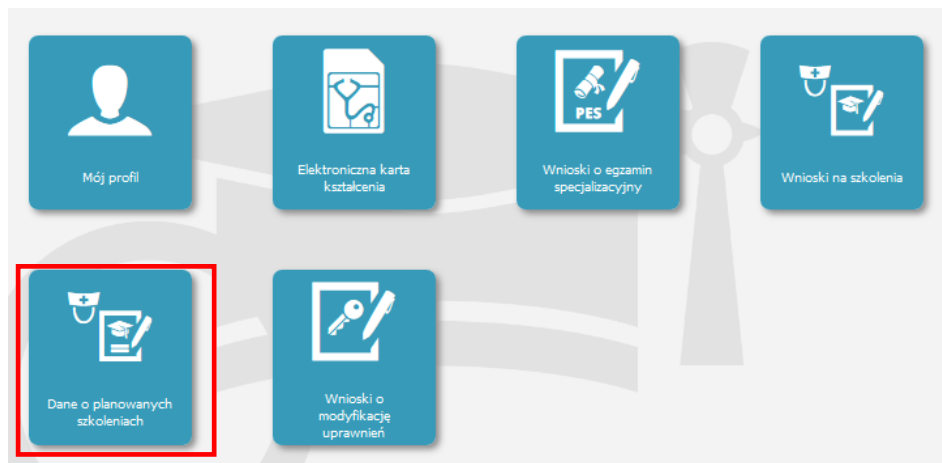 PES
Mój profil
Elektroniczna karta
kształcenia
Wnioski o egzamin
specjalizacyjny
Wnioski na szkolenia
Dane o planowanych
szkoleniach
Wnioski o
modyfikację
uprawnień